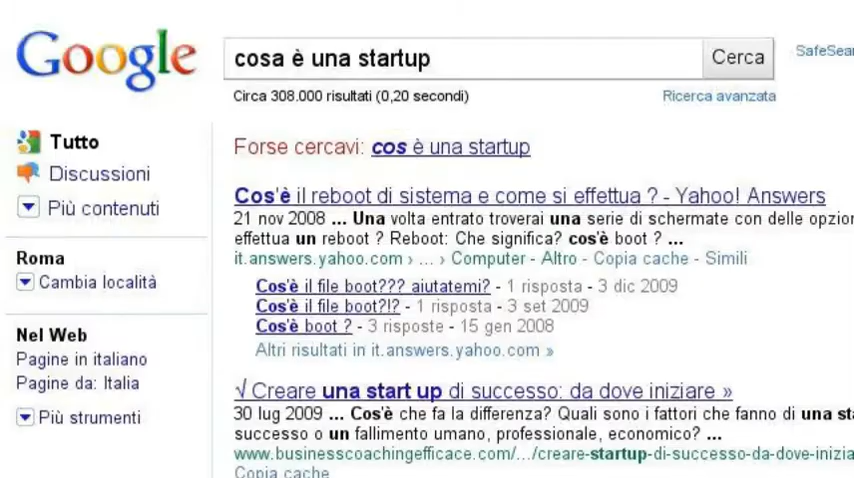 Google
cosa è una startup
Cerca
Circa 308.000 risultati (0,20 secondi)
Ricerca avanzata
Tutto
Discussioni
Più contenuti
Roma
Cambia località
Nel Web
Pagine in italiano
Pagine da: Italia
Più strumenti
Forse cercavi: cos è una startup
Cos'è il reboot di sistema e come si effettua ? - Yahoo! Answers
21 nov 2008 ... Una volta entrato troverai una serie di schermate con delle
effettua un reboot ? Reboot: Che significa? cos'è boot ? ...
it.answers.yahoo.com › ... › Computer - Altro - Copia cache - Simili
Cos'è il file boot??? aiutatemi? - 1 risposta - 3 dic 2009
Cos'è il file boot?!? - 1 risposta - 3 set 2009
Cos'è boot ? - 3 risposte - 15 gen 2008
Altri risultati in it.answers.yahoo.com »
√ Creare una start up di successo: da dove iniziare »
30 lug 2009 ... Cos'è che fa la differenza? Quali sono i fattori che fanno di una
successo o un fallimento umano, professionale, economico? ...
www.businesscoachingefficace.com/.../creare-startup-di-successo-da-dove-inizia
Copia cache